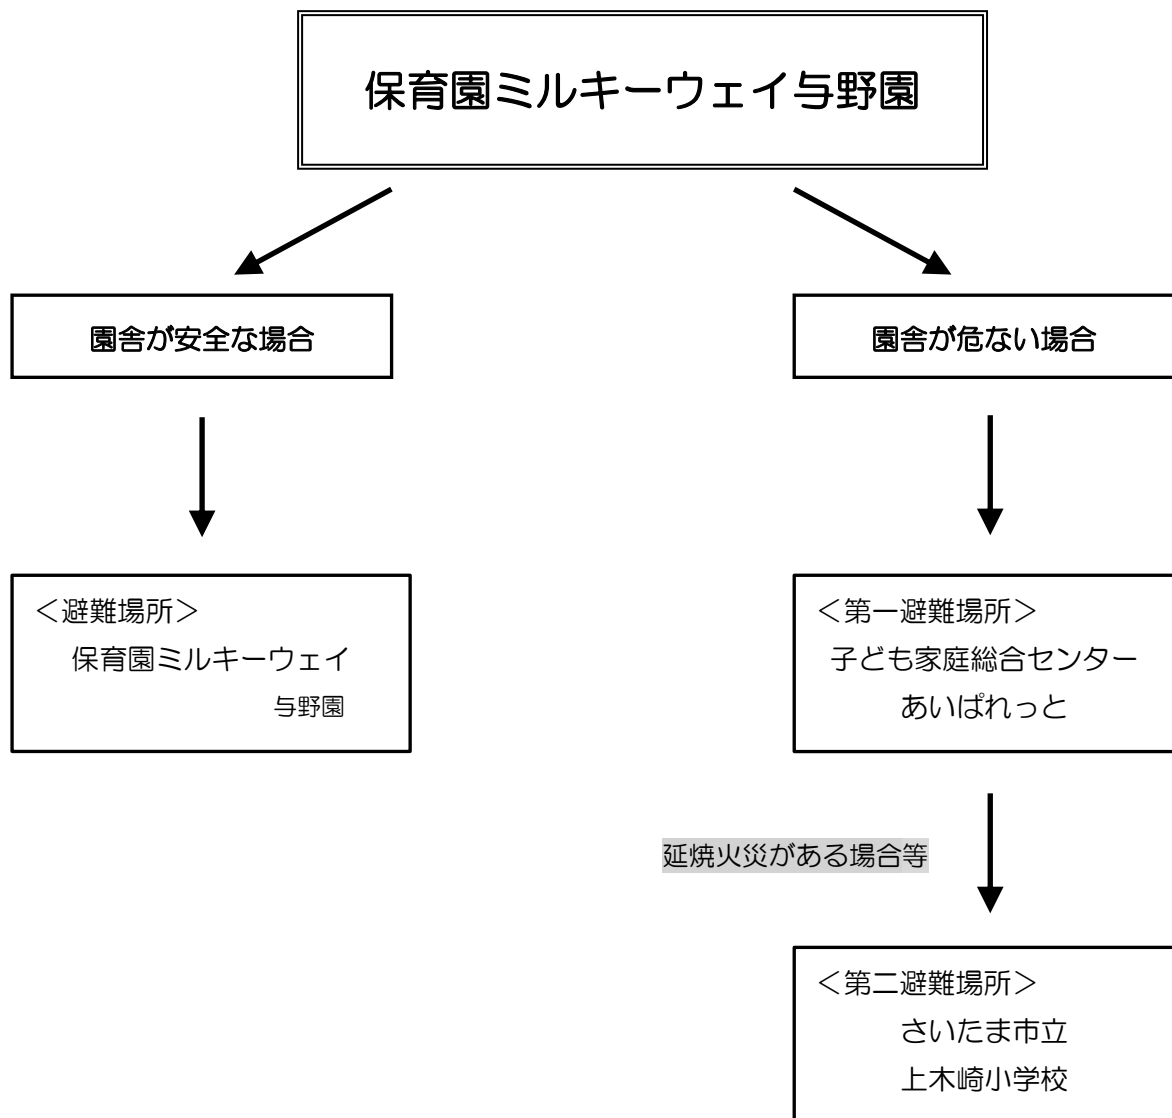 保育園ミルキーウェイ与野園
園舎が安全な場合
園舎が危ない場合
＜避難場所＞
保育園ミルキーウェイ
与野園
＜第一避難場所＞
子ども家庭総合センター
あいぱれっと
延焼火災がある場合等
＜第二避難場所＞
さいたま市立
上木崎小学校